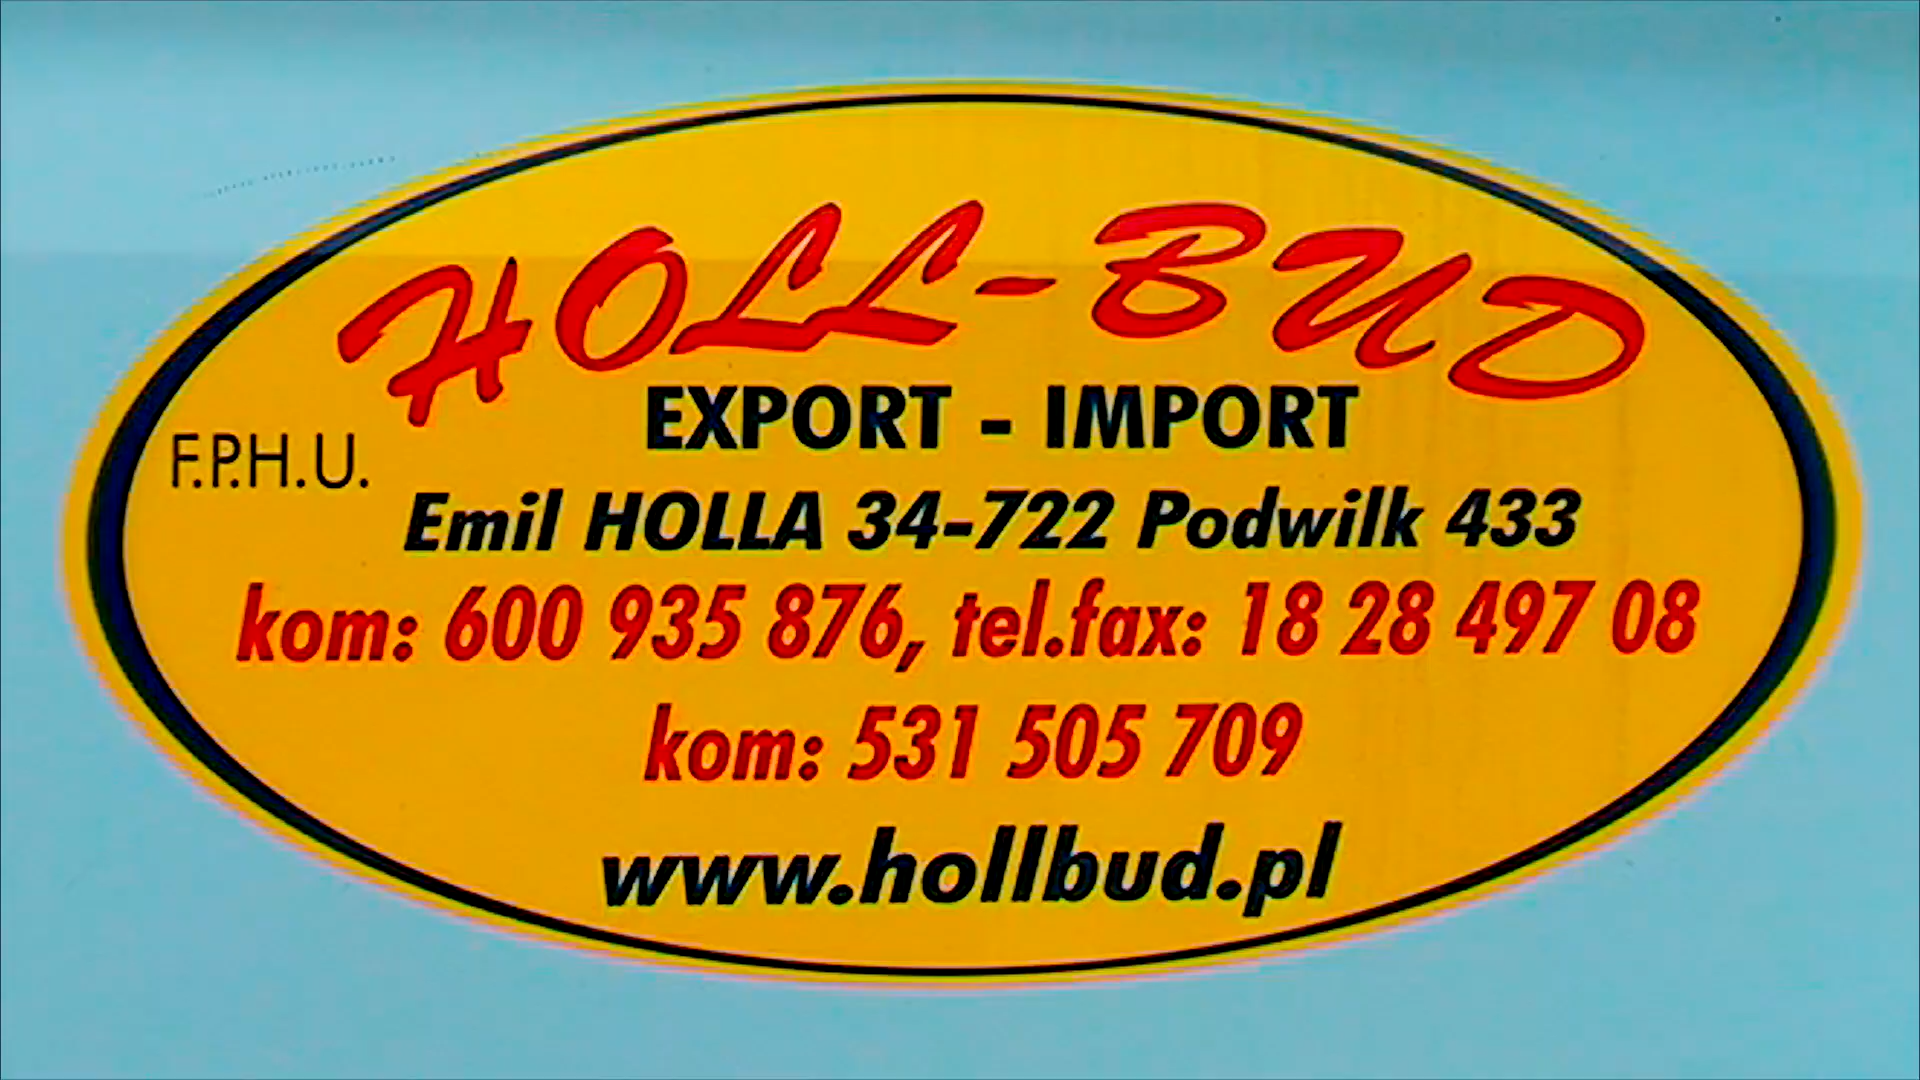 HOLL-BUD
EXPORT - IMPORT
F.P.H.U.
Emil HOLLA 34-722 Podwilk 433
kom: 600 935 876, tel.fax: 18 28 497 08
kom: 531 505 709
www.hollbud.pl